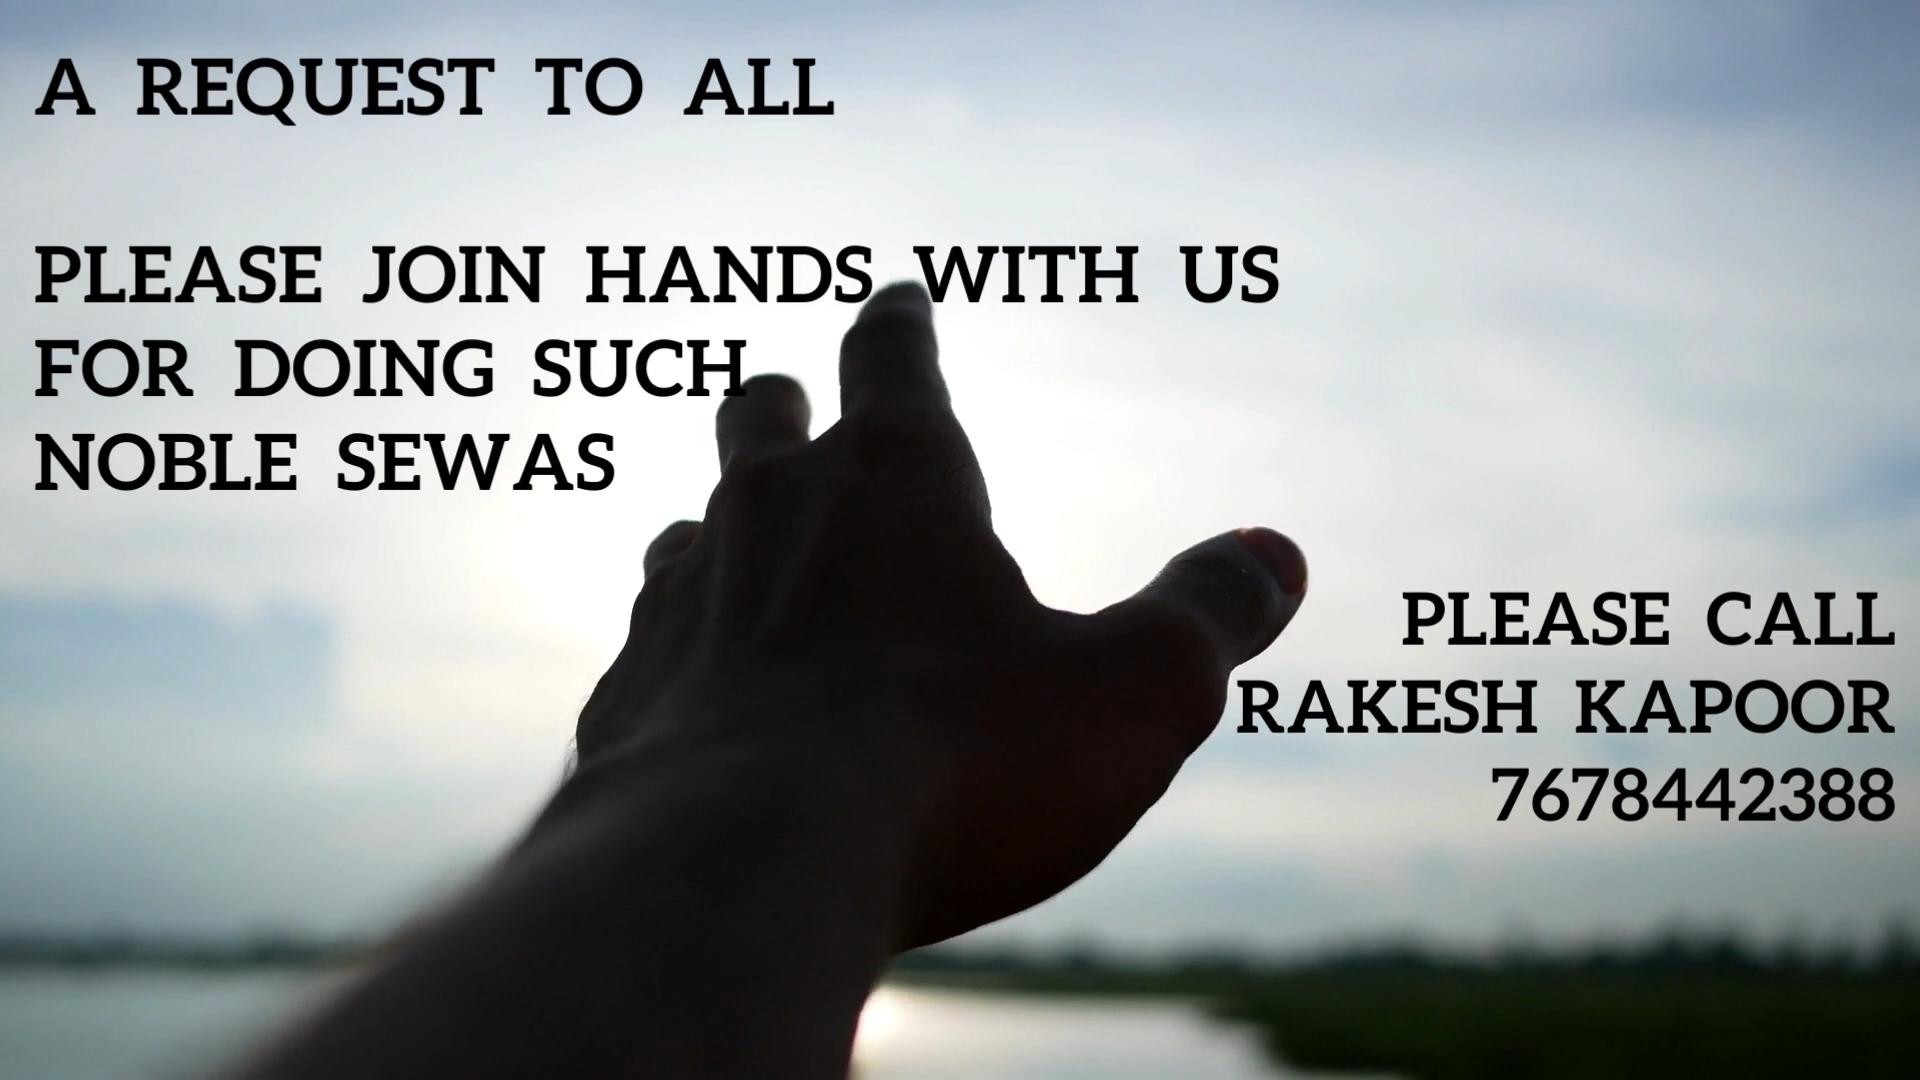 A REQUEST TO ALL
PLEASE JOIN HANDS WITH US
FOR DOING SUCH
NOBLE SEWAS
PLEASE CALL
RAKESH KAPOOR
7678442388